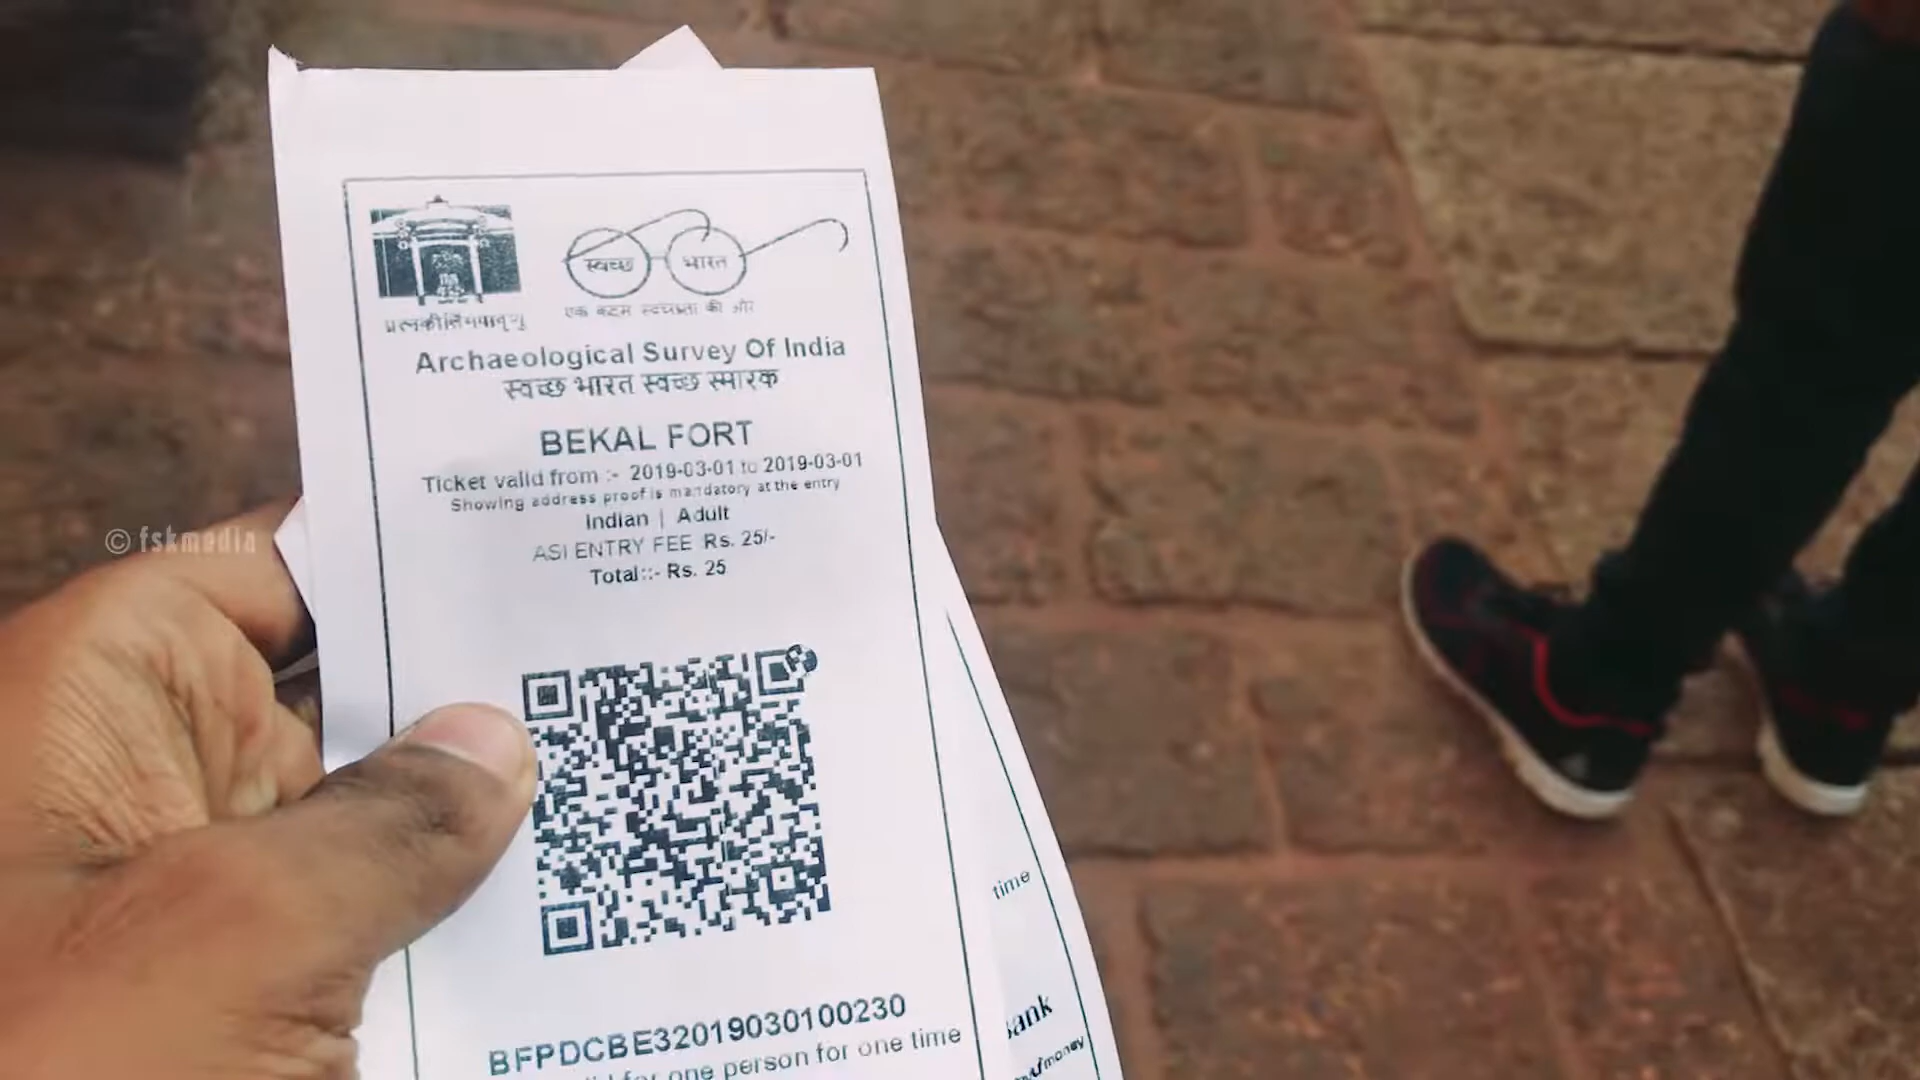 स्वच्छ भारत
एक कदम स्वच्छता की ओर
Archaeological Survey Of India
स्वच्छ भारत स्वच्छ स्मारक
BEKAL FORT
Ticket valid from :- 2019-03-01 to 2019-03-01
Showing address proof is mandatory at the entry
Indian | Adult
ASI ENTRY FEE Rs. 25/-
Total::- Rs. 25
© fskmedia
BFPDCBE32019030100230
for one person for one time
time